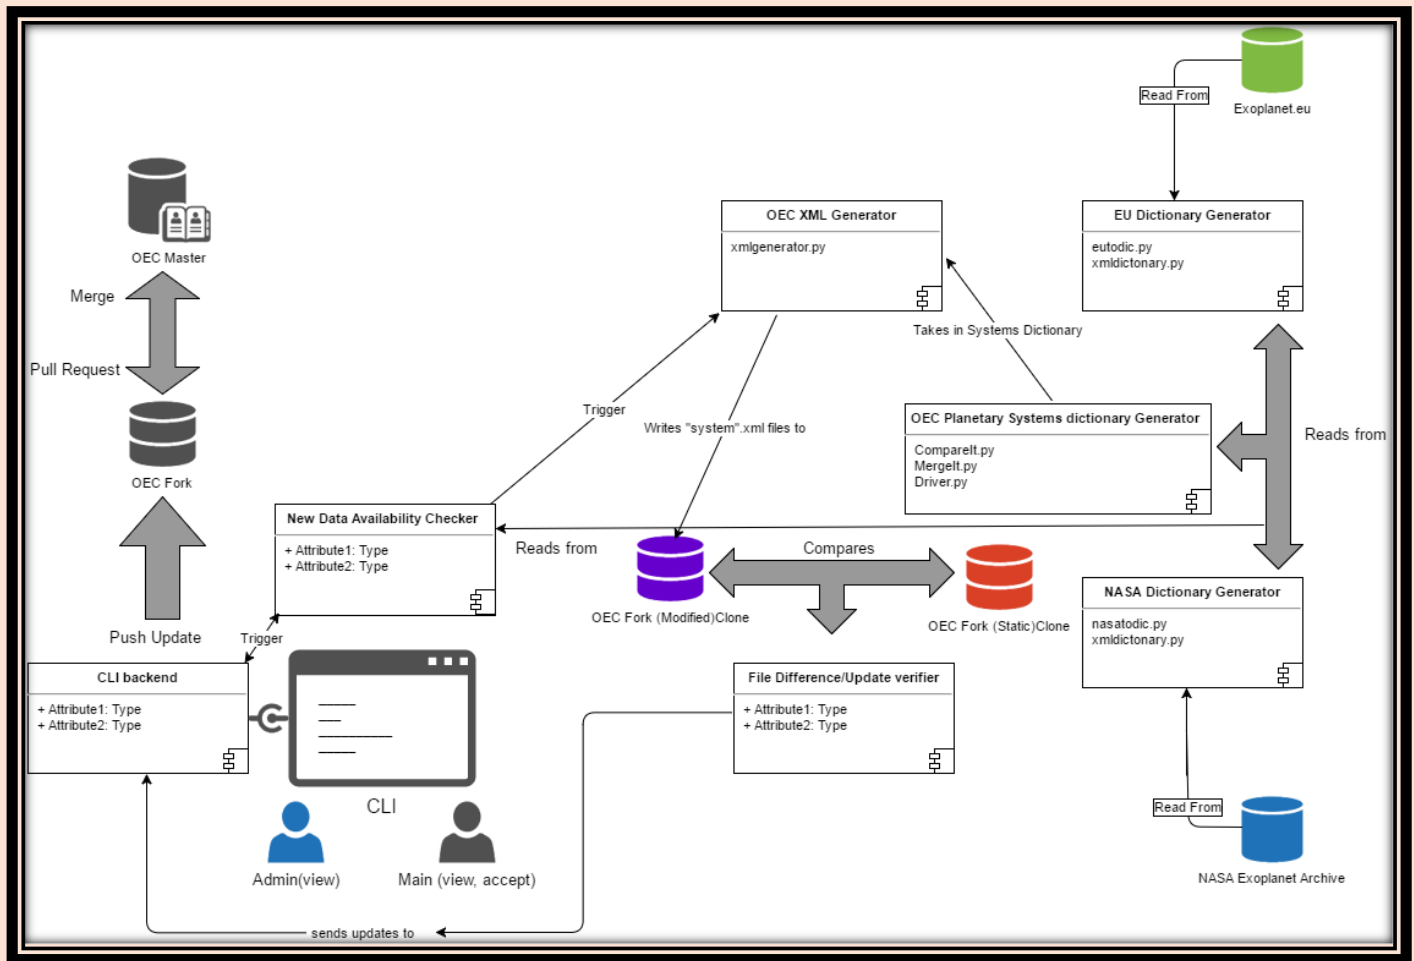 Exoplanet.eu
Read From
OEC Master
Merge
Pull Request
OEC Fork
Push Update
OEC XML Generator
xmlgenerator.py
EU Dictionary Generator
eutodic.py
xmldictonary.py
Takes in Systems Dictionary
Trigger
Writes "system".xml files to
OEC Planetary Systems dictionary Generator
CompareIt.py
MergeIt.py
Driver.py
Reads from
New Data Availability Checker
+ Attribute1: Type
+ Attribute2: Type
Reads from
Compares
OEC Fork (Modified)Clone
OEC Fork (Static)Clone
NASA Dictionary Generator
nasatodic.py
xmldictonary.py
Trigger
CLI backend
+ Attribute1: Type
+ Attribute2: Type
File Difference/Update verifier
+ Attribute1: Type
+ Attribute2: Type
CLI
Admin(view)
Main (view, accept)
Read From
NASA Exoplanet Archive
sends updates to